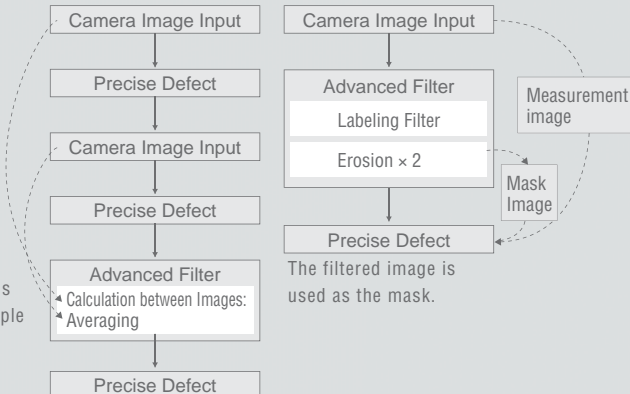 Camera Image Input
Precise Defect
Camera Image Input
Precise Defect
Advanced Filter
Calculation between Images:
Averaging
Precise Defect
Camera Image Input
Advanced Filter
Labeling Filter
Erosion × 2
Measurement
image
Mask
Image
Precise Defect
The filtered image is
used as the mask.